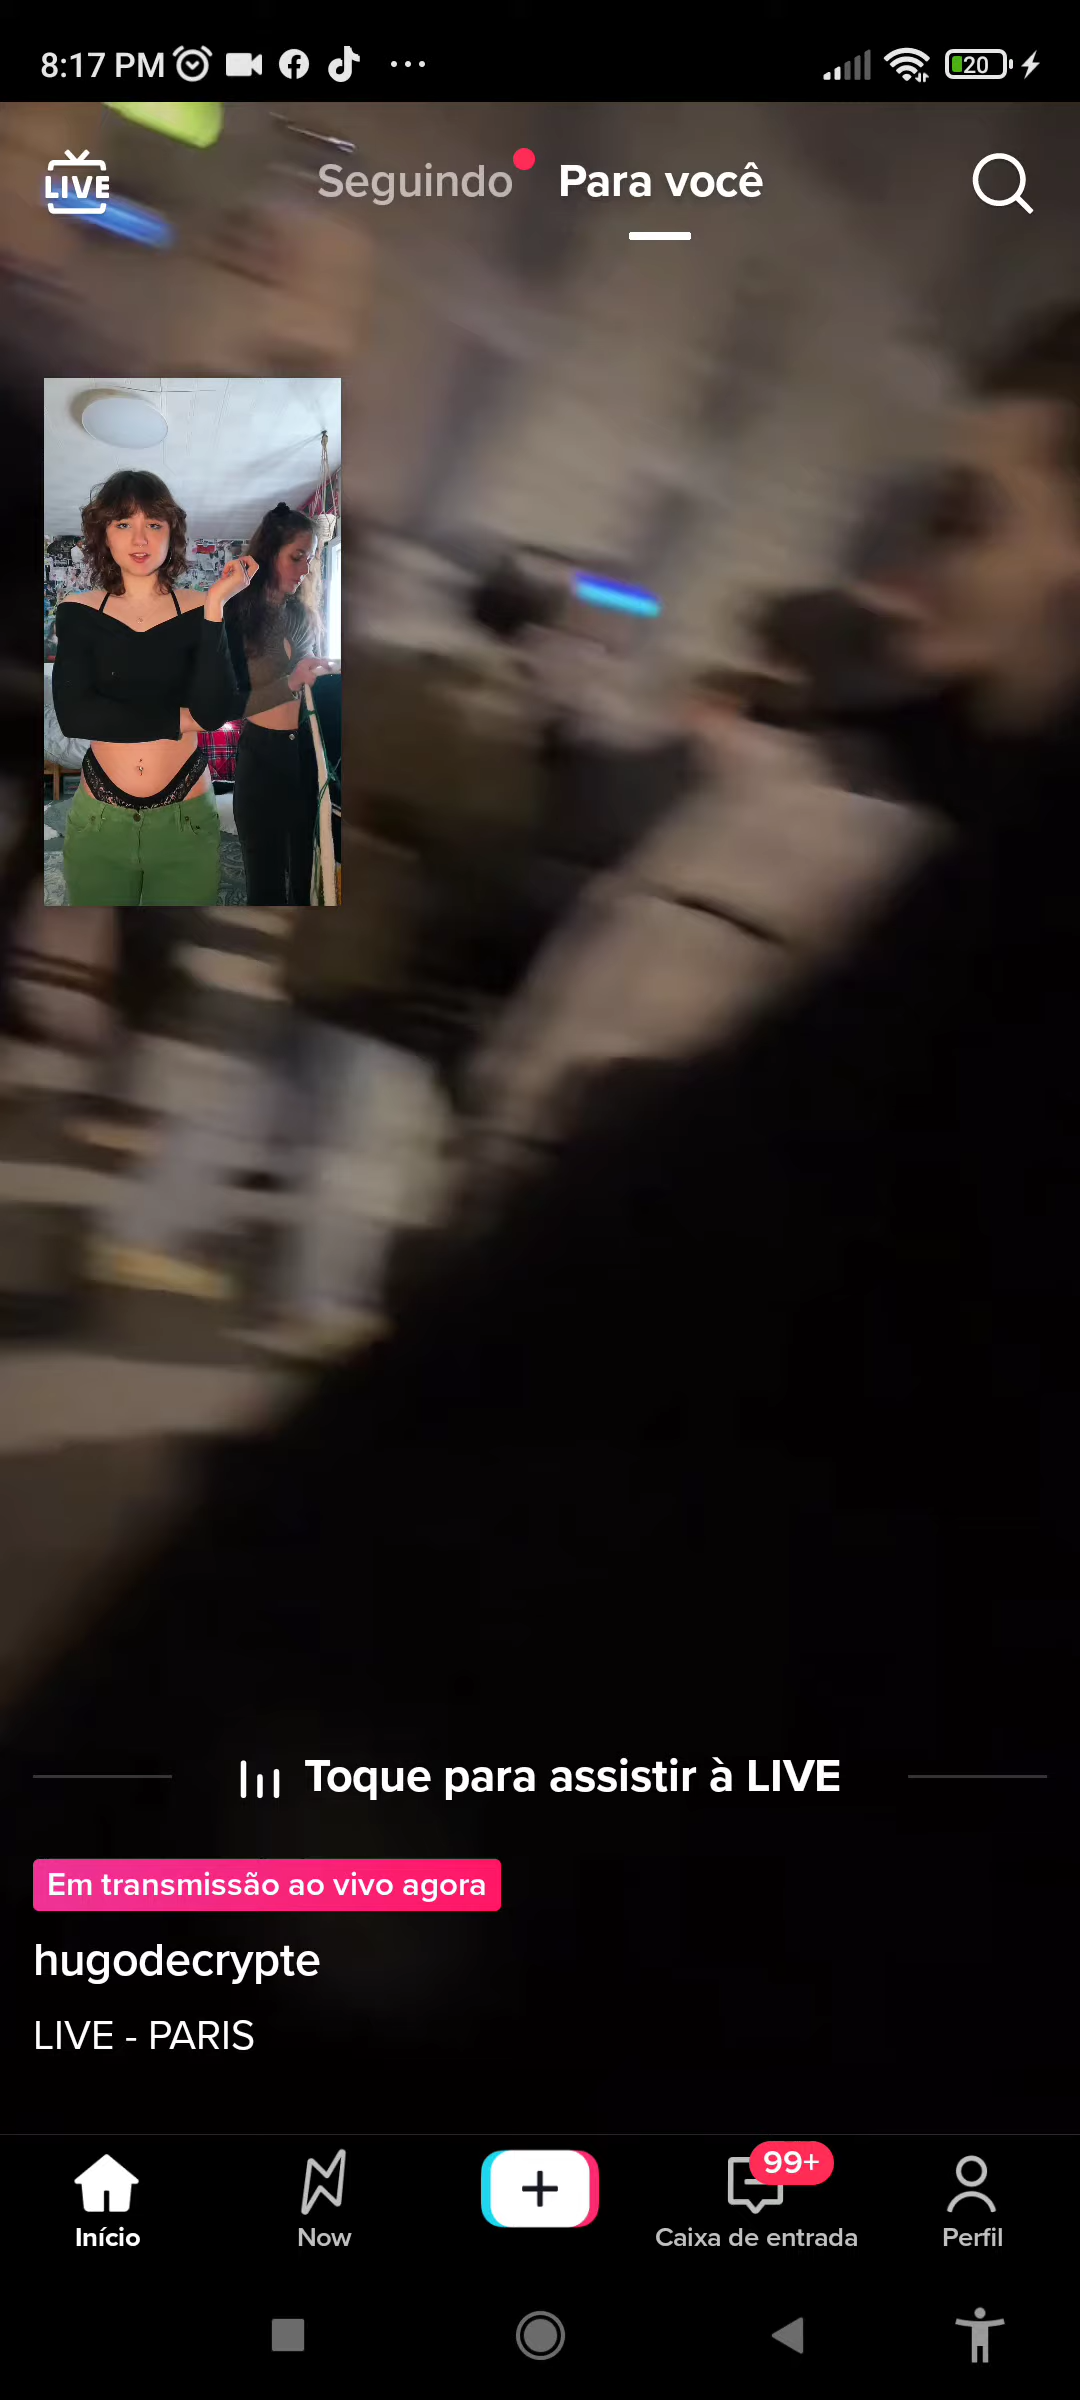 8:17 PM
20
LIVE
Seguindo
Para você
Toque para assistir à LIVE
Em transmissão ao vivo agora
hugodecrypte
LIVE - PARIS
99+
Início
Now
Caixa de entrada
Perfil